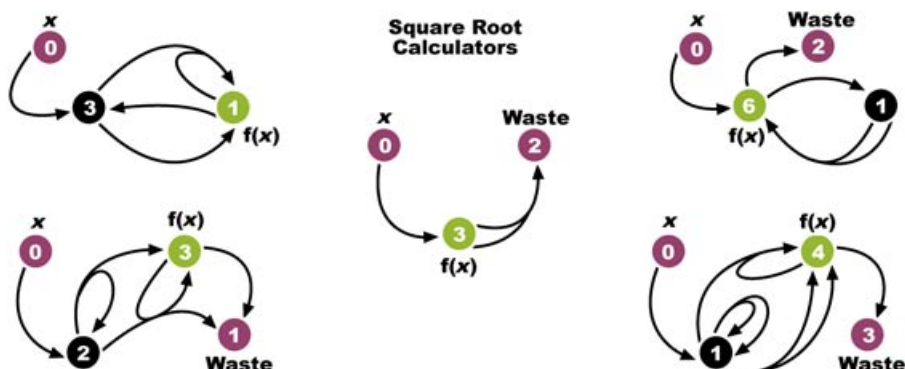 x
0
3
1
f(x)
Square Root
Calculators
x
0
Waste
2
6
f(x)
1
x
0
Waste
2
3
f(x)
x
0
f(x)
3
2
1
Waste
x
0
f(x)
4
1
3
Waste